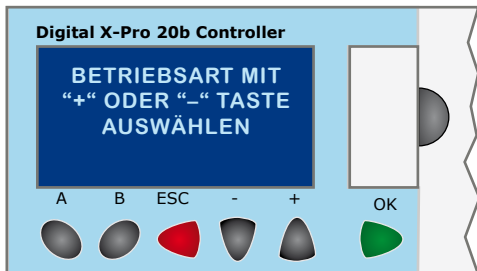 Digital X-Pro 20b Controller
BETRIEBSART MIT
“+“ ODER “–“ TASTE
AUSWÄHLEN
A B ESC - + OK